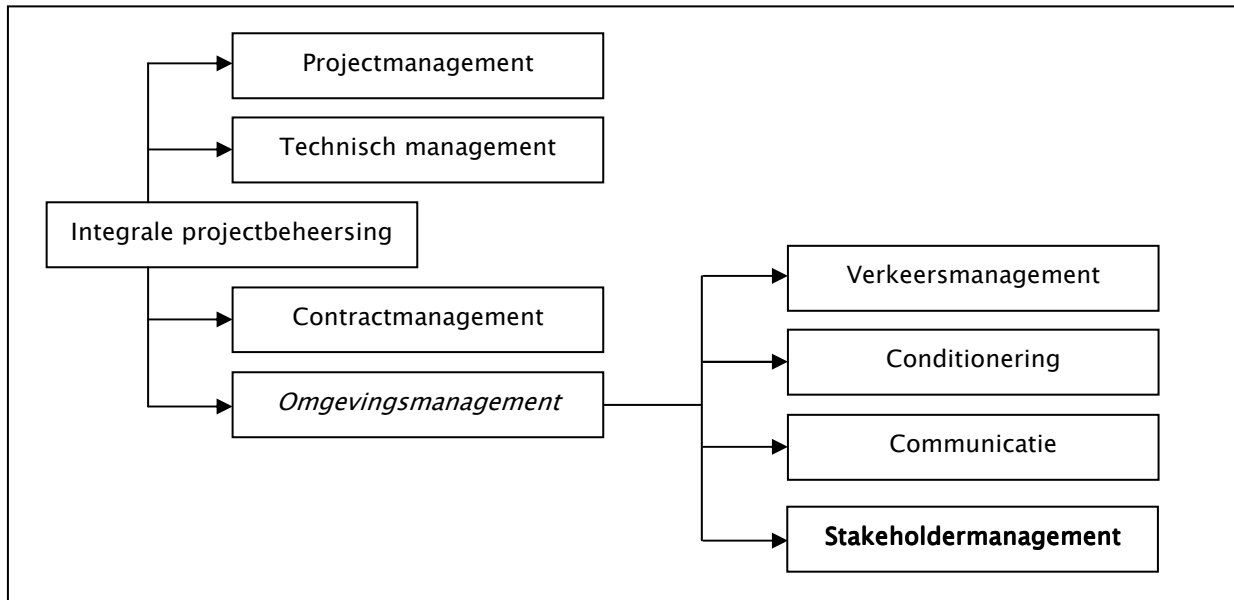 Projectmanagement
Technisch management
Integrale projectbeheersing
Contractmanagement
Omgevingsmanagement
Verkeersmanagement
Conditionering
Communicatie
Stakeholdermanagement